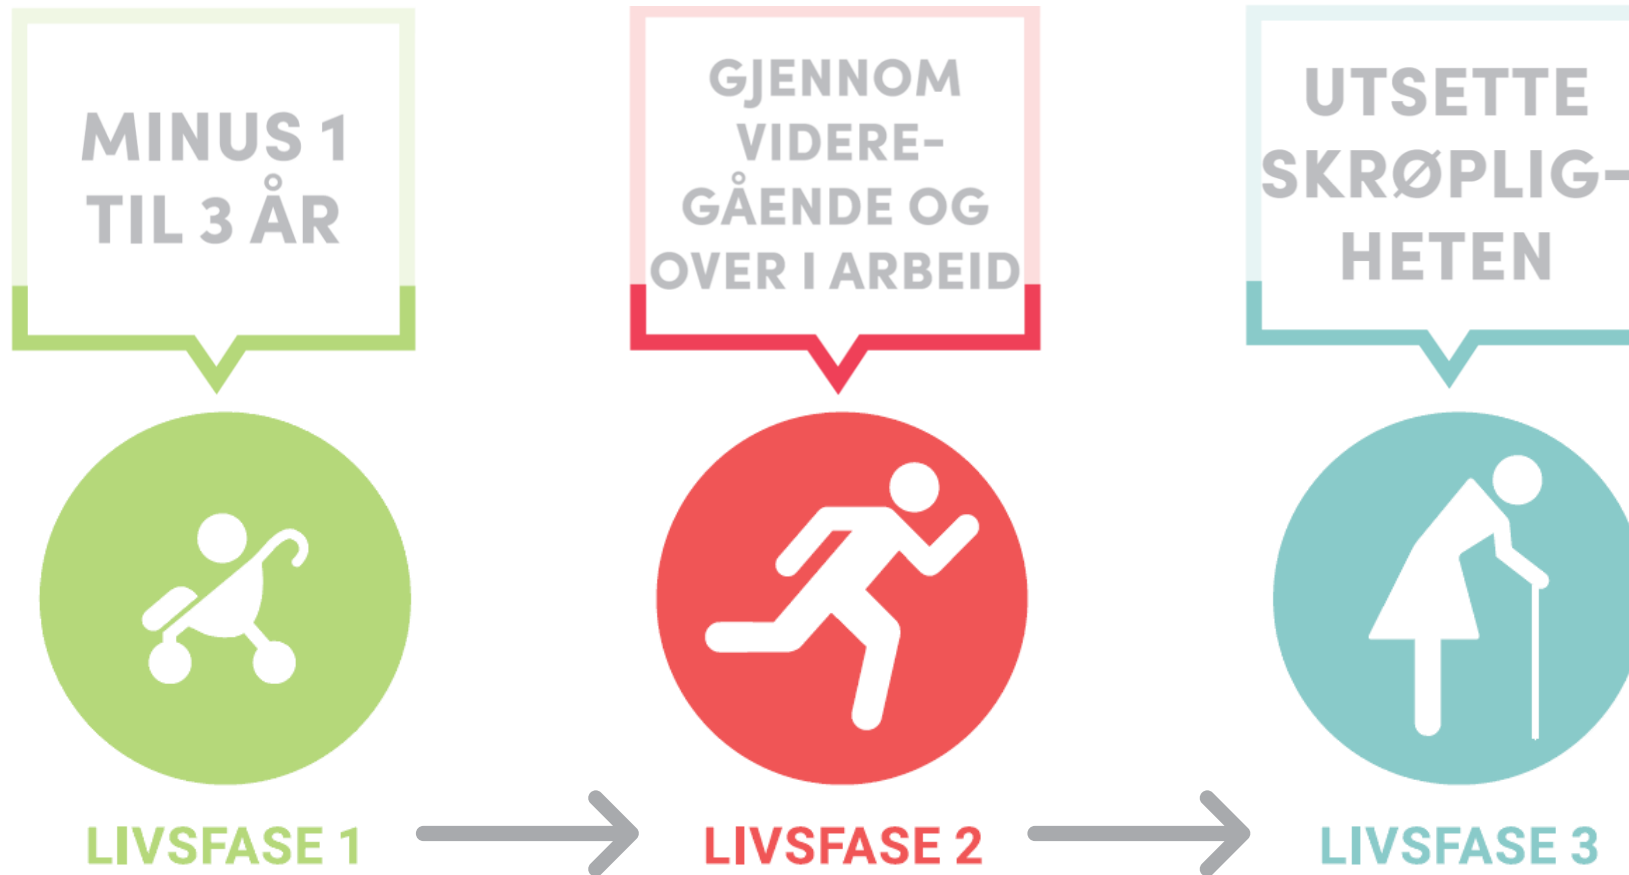 MINUS 1
TIL 3 ÅR
GJENNOM
VIDERE-
GÅENDE OG
OVER I ARBEID
UTSETTE
SKRØPLIG-
HETEN
LIVSFASE 1
LIVSFASE 2
LIVSFASE 3